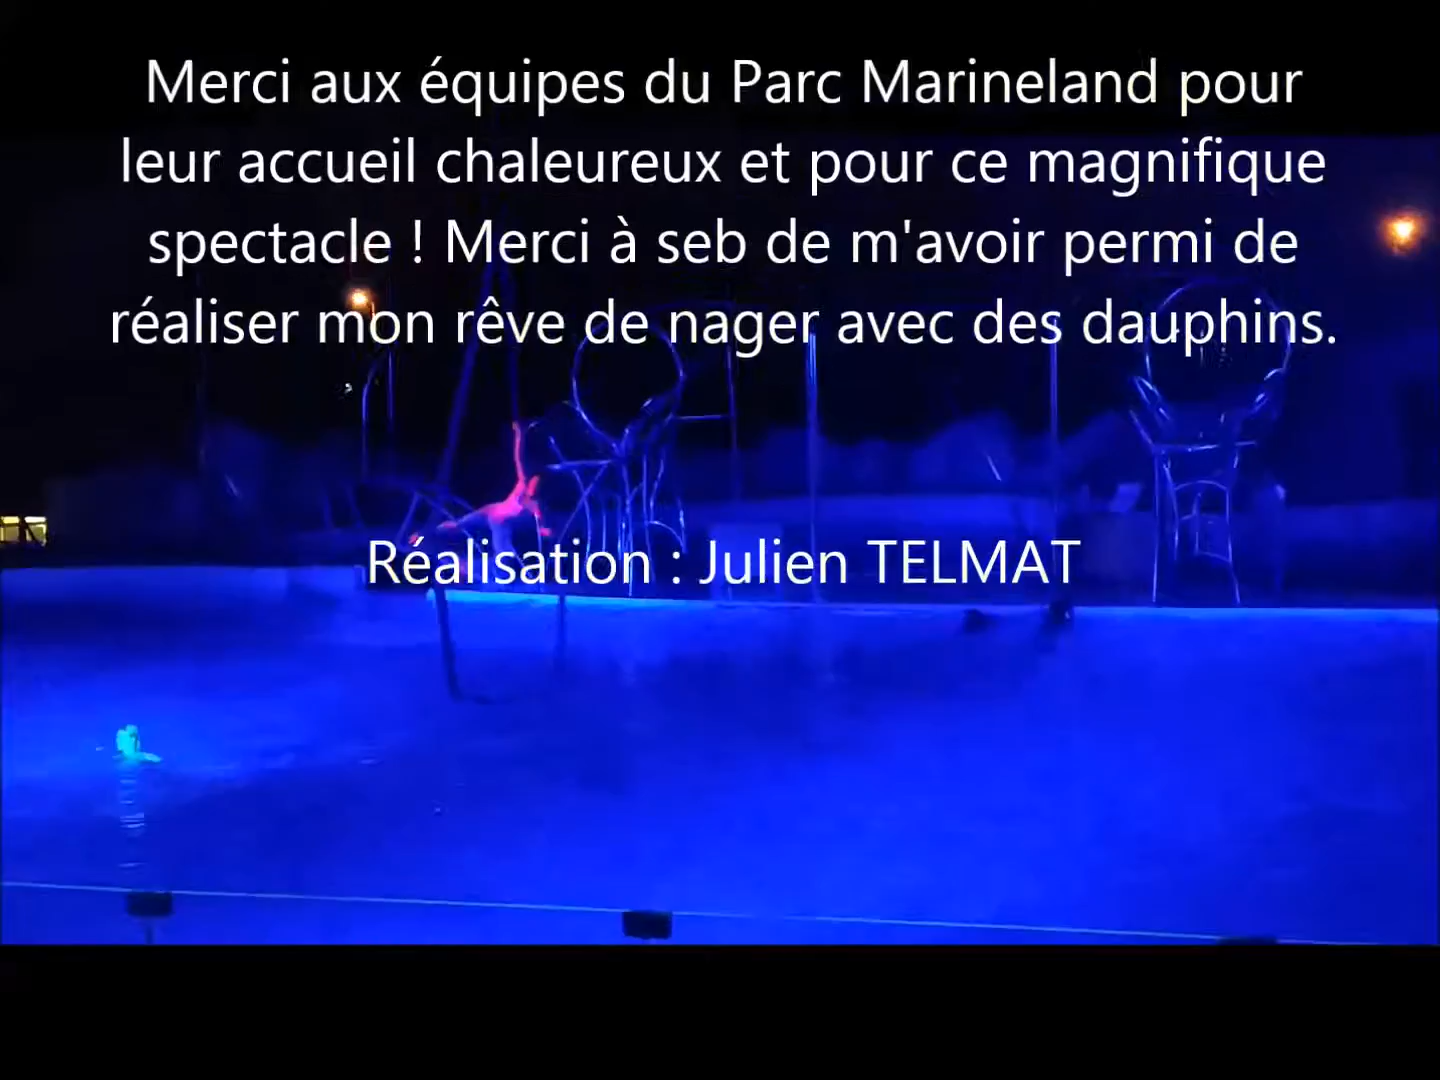 Merci aux équipes du Parc Marineland pour
leur accueil chaleureux et pour ce magnifique
spectacle ! Merci à seb de m'avoir permi de
réaliser mon rêve de nager avec des dauphins.
Réalisation : Julien TELMAT